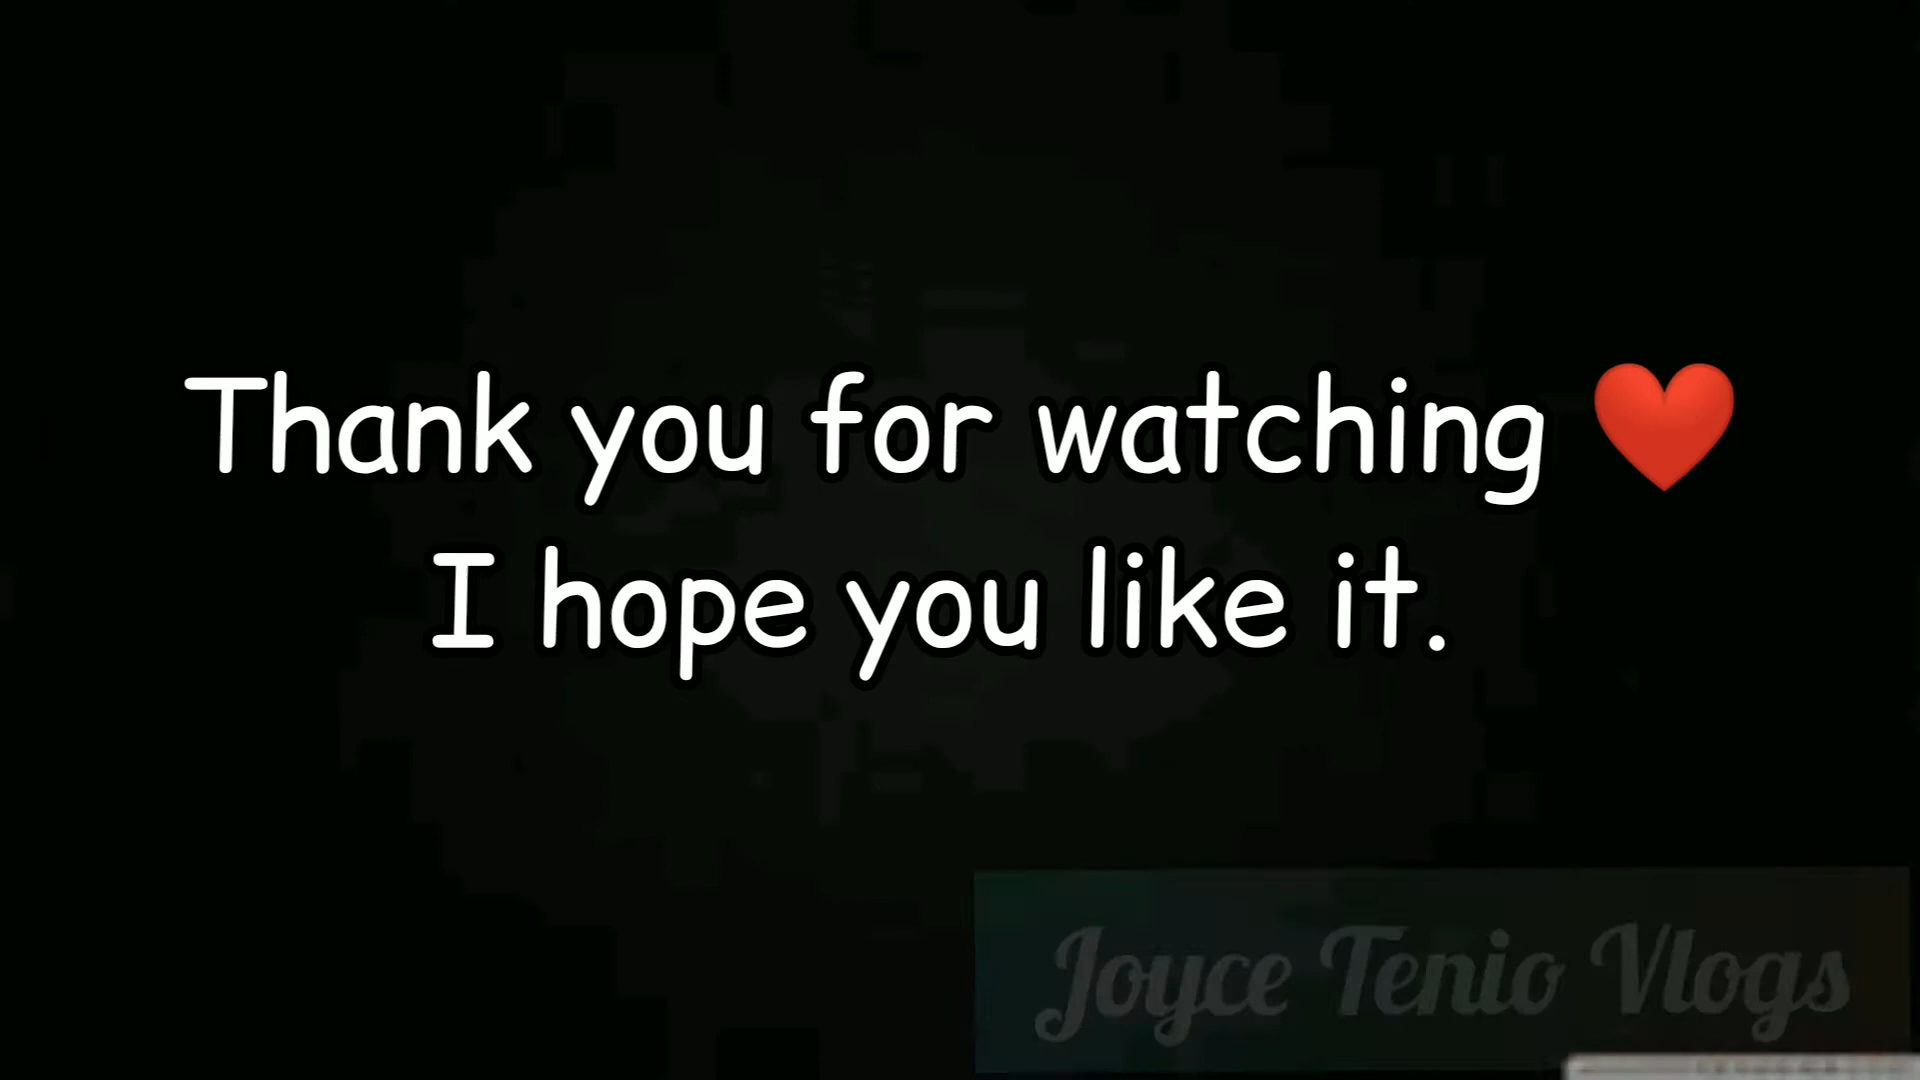 Thank you for watching ❤️
I hope you like it.
Joyce Tenio Vlogs